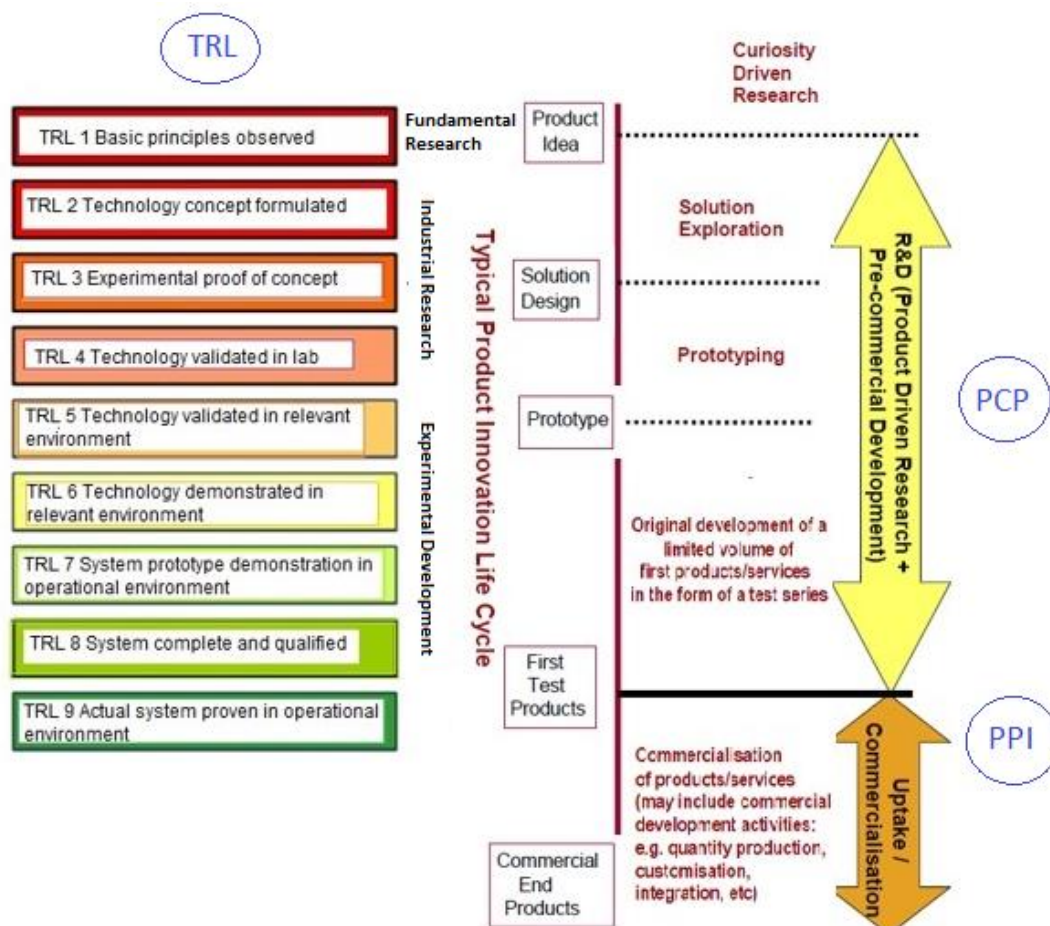 TRL
TRL 1 Basic principles observed
TRL 2 Technology concept formulated
TRL 3 Experimental proof of concept
TRL 4 Technology validated in lab
TRL 5 Technology validated in relevant
environment
TRL 6 Technology demonstrated in
relevant environment
TRL 7 System prototype demonstration in
operational environment
TRL 8 System complete and qualified
TRL 9 Actual system proven in operational
environment
Fundamental
Research
Industrial Research
Experimental Development
Typical Product Innovation Life Cycle
Product
Idea
Solution
Design
Prototype
First
Test
Products
Commercial
End
Products
Curiosity
Driven
Research
Solution
Exploration
Prototyping
Original development of a
limited volume of
first products/services
in the form of a test series
Commercialisation
of products/services
(may include commercial
development activities:
e.g. quantity production,
customisation,
integration, etc)
R&D (Product Driven Research +
Pre-commercial Development)
Uptake /
Commercialisation
PCP
PPI